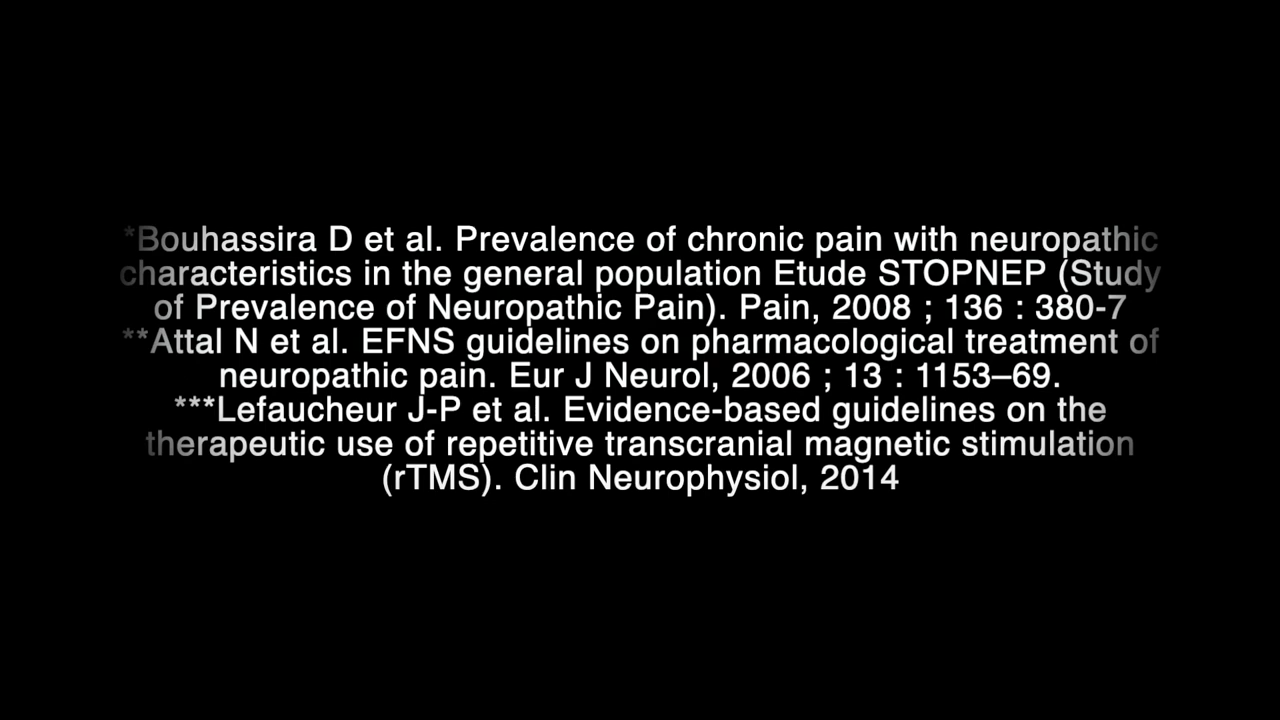 *Bouhassira D et al. Prevalence of chronic pain with neuropathic
characteristics in the general population Etude STOPNEP (Study
of Prevalence of Neuropathic Pain). Pain, 2008 ; 136 : 380-7
**Attal N et al. EFNS guidelines on pharmacological treatment of
neuropathic pain. Eur J Neurol, 2006 ; 13 : 1153–69.
***Lefaucheur J-P et al. Evidence-based guidelines on the
therapeutic use of repetitive transcranial magnetic stimulation
(rTMS). Clin Neurophysiol, 2014